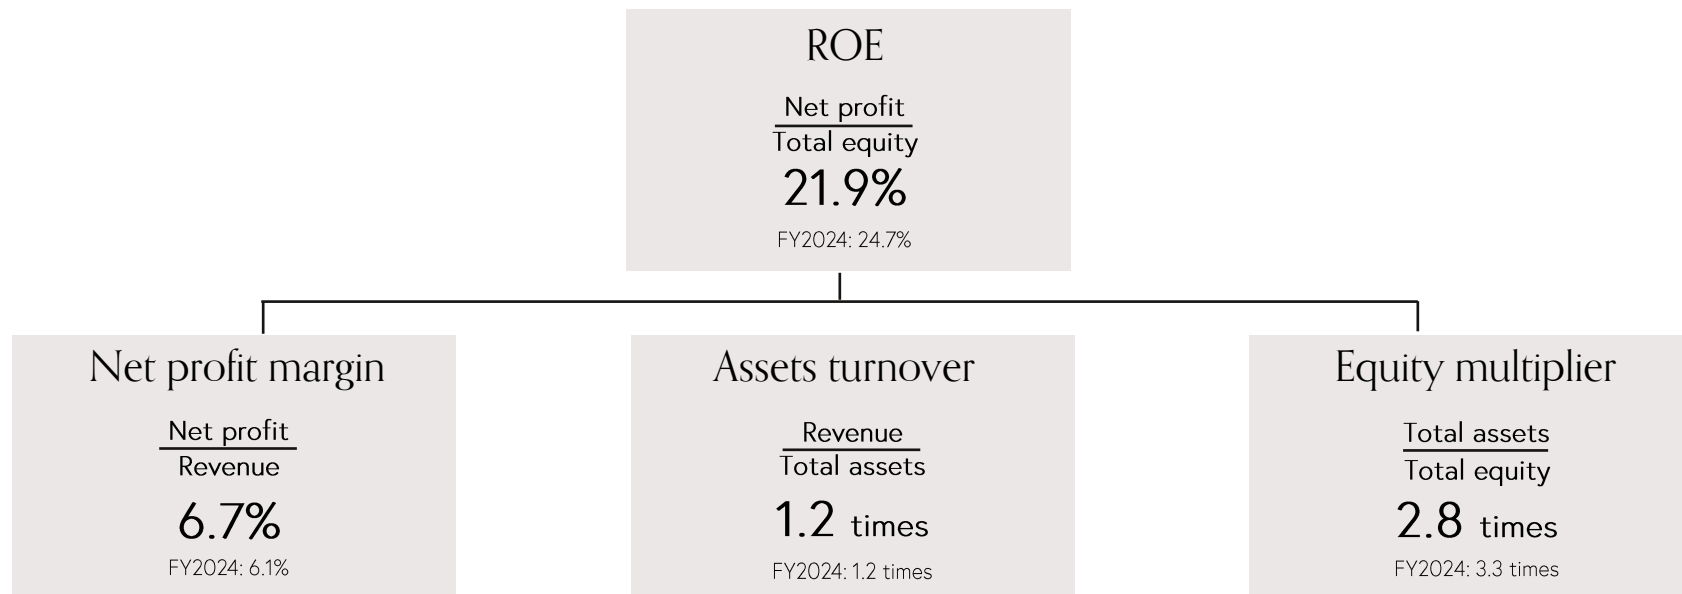 ROE
Net profit
Total equity
21.9%
FY2024: 24.7%
Net profit margin
Net profit
Revenue
6.7%
FY2024: 6.1%
Assets turnover
Revenue
Total assets
1.2 times
FY2024: 1.2 times
Equity multiplier
Total assets
Total equity
2.8 times
FY2024: 3.3 times